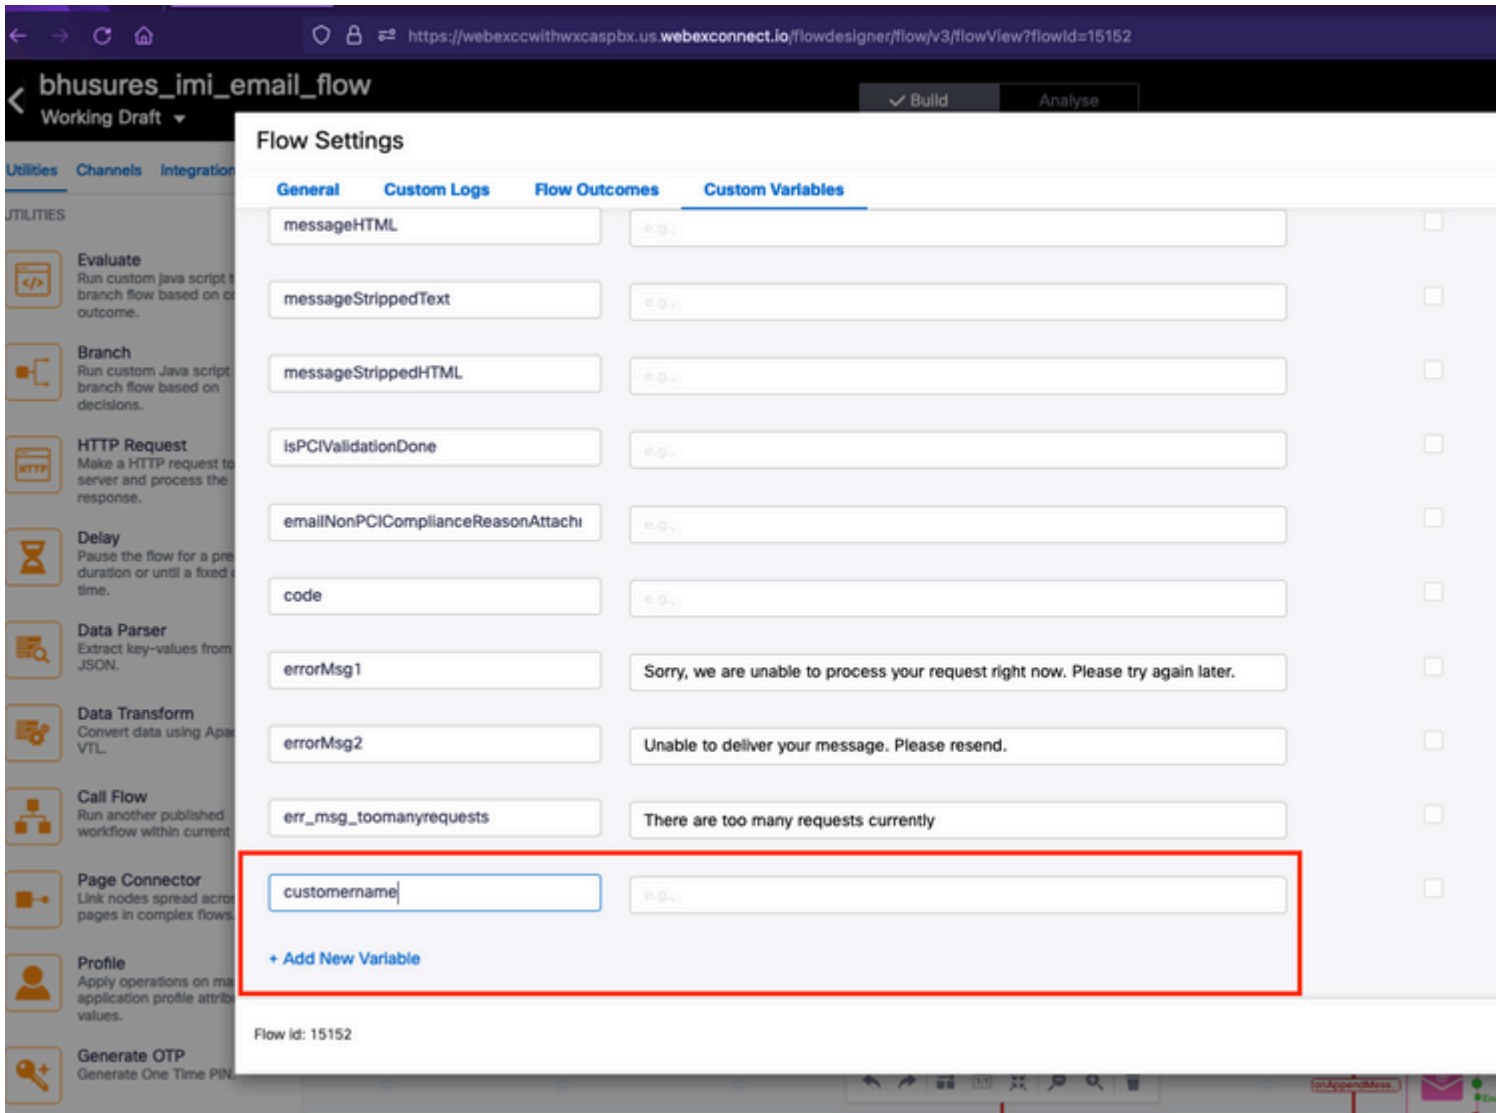 https://webexccwithwxcaspbx.us.webexconnect.io/flowdesigner/flow/v3/flowView?flowId=15152
bhusures_imi_email_flow
Working Draft
Build
Analyse
Flow Settings
Utilities Channels Integration
General Custom Logs Flow Outcomes Custom Variables
UTILITIES
messageHTML
e.g.,
Evaluate
Run custom java script t
branch flow based on co
outcome.
messageStrippedText
e.g.,
Branch
Run custom Java script
branch flow based on
decisions.
messageStrippedHTML
e.g.,
HTTP
HTTP Request
Make a HTTP request to
server and process the
response.
isPCIValidationDone
e.g.,
emailNonPCIComplianceReasonAttach
e.g.,
Delay
Pause the flow for a pre
duration or until a fixed
time.
code
e.g.,
Data Parser
Extract key-values from
JSON.
errorMsg1
Sorry, we are unable to process your request right now. Please try again later.
Data Transform
Convert data using Apac
VTL.
errorMsg2
Unable to deliver your message. Please resend.
Call Flow
Run another published
workflow within current
err_msg_toomanyrequests
There are too many requests currently
Page Connector
Link nodes spread acros
pages in complex flows.
customername
e.g.,
+ Add New Variable
Profile
Apply operations on ma
application profile attrib
values.
Flow id: 15152
Generate OTP
Generate One Time PIN.
onAppendMess..